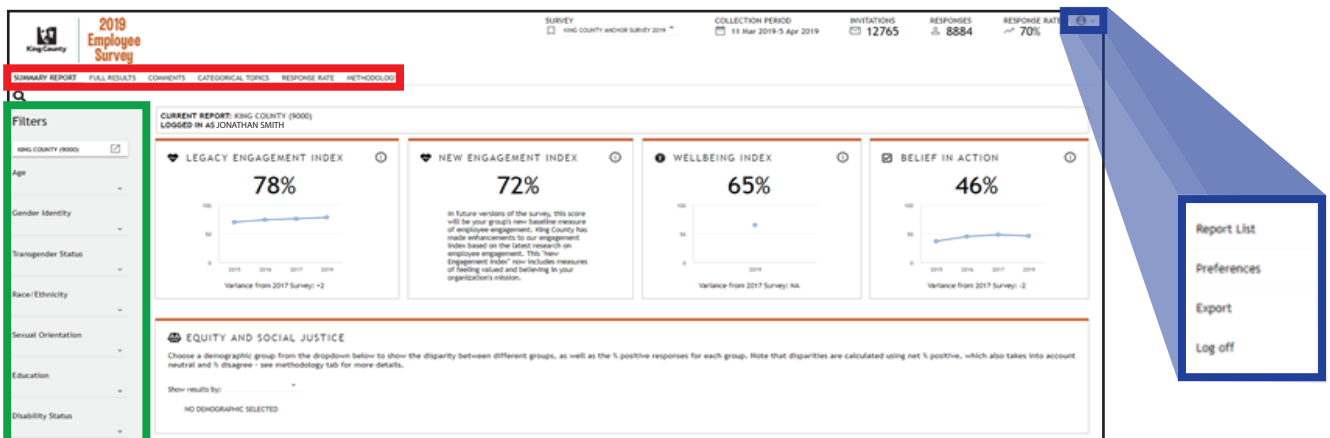 King County
2019
Employee
Survey
SURVEY
KING COUNTY ANCHOR SURVEY 2019
COLLECTION PERIOD
11 Mar 2019-5 Apr 2019
INVITATIONS
12765
RESPONSES
8884
RESPONSE RATE
70%
SUMMARY REPORT FULL RESULTS COMMENTS CATEGORICAL TOPICS RESPONSE RATE METHODOLOGY
Filters
KING COUNTY (9000)
Age
Gender Identity
Transgender Status
Race/Ethnicity
Sexual Orientation
Education
Disability Status
CURRENT REPORT: KING COUNTY (9000)
LOGGED IN AS JONATHAN SMITH
LEGACY ENGAGEMENT INDEX
78%
100
50
0
2015 2016 2017 2019
Variance from 2017 Survey: +2
NEW ENGAGEMENT INDEX
72%
In future versions of the survey, this score
will be your group's new baseline measure
of employee engagement. King County has
made enhancements to our engagement
index based on the latest research on
employee engagement. This "New
Engagement Index" now includes measures
of feeling valued and believing in your
organization's mission.
WELLBEING INDEX
65%
100
50
0
2019
Variance from 2017 Survey: NA
BELIEF IN ACTION
46%
100
50
0
2015 2016 2017 2019
Variance from 2017 Survey: -2
EQUITY AND SOCIAL JUSTICE
Choose a demographic group from the dropdown below to show the disparity between different groups, as well as the % positive responses for each group. Note that disparities are calculated using net % positive, which also takes into account
neutral and % disagree - see methodology tab for more details.
Show results by:
NO DEMOGRAPHIC SELECTED
Report List
Preferences
Export
Log off